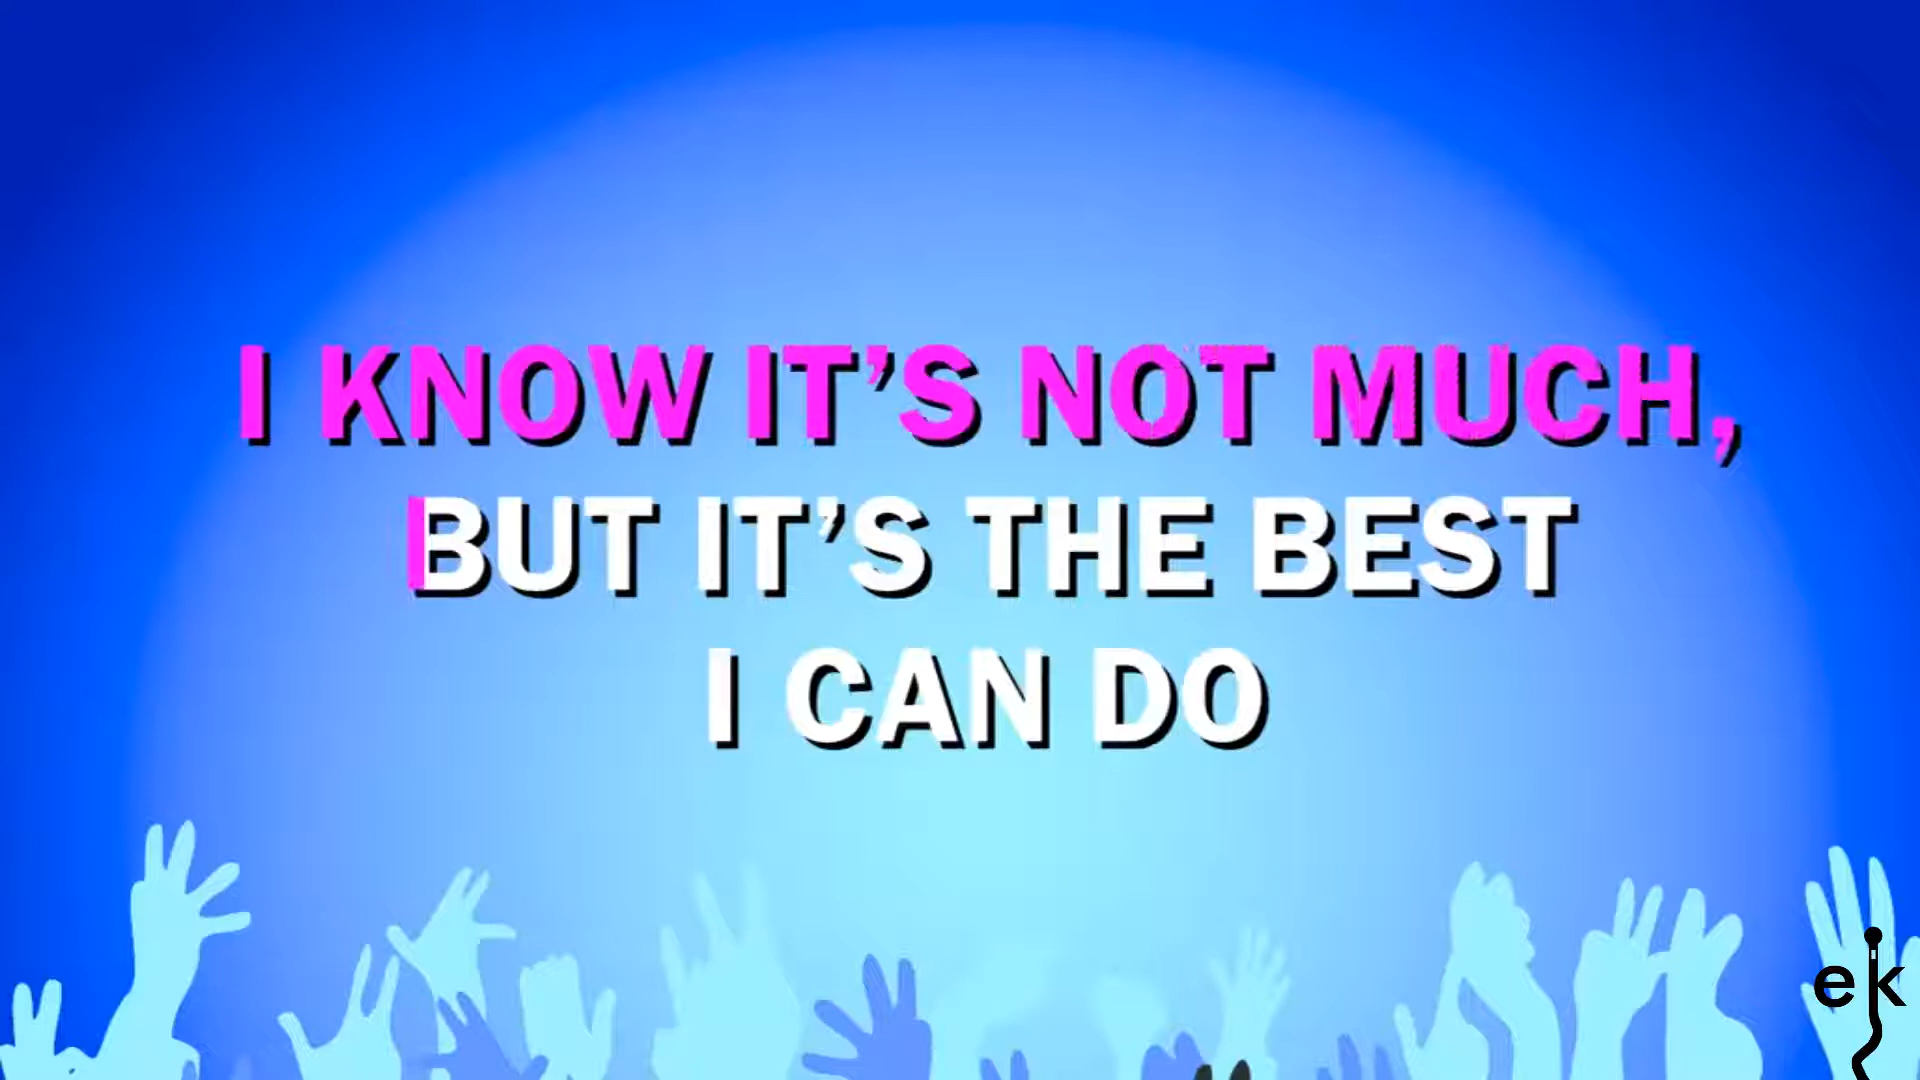 I KNOW IT’S NOT MUCH,
BUT IT’S THE BEST
I CAN DO
ek